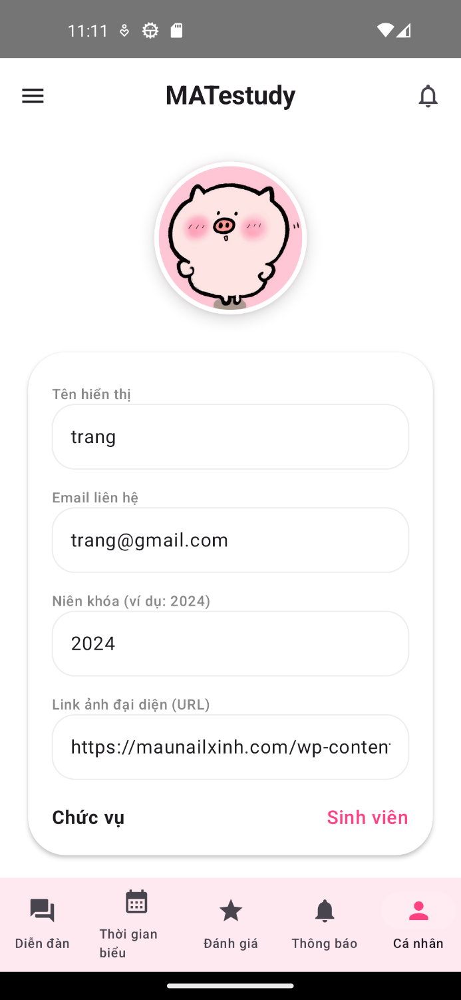 11:11
MATestudy
Tên hiển thị
trang
Email liên hệ
trang@gmail.com
Niên khóa (ví dụ: 2024)
2024
Link ảnh đại diện (URL)
https://maunailxinh.com/wp-content
Chức vụ Sinh viên
Diễn đàn
Thời gian
biểu
Đánh giá
Thông báo
Cá nhân